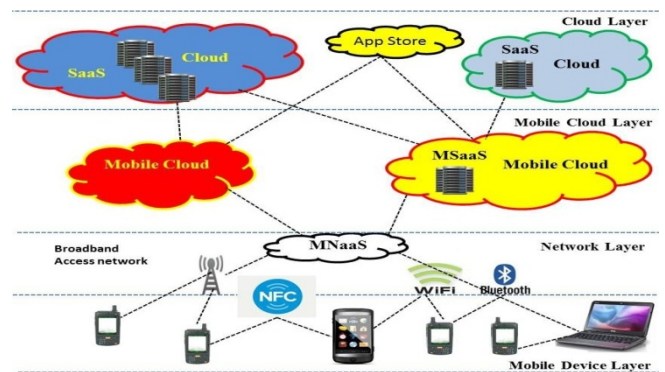 Cloud Layer
Cloud
SaaS
App Store
SaaS
Cloud
Mobile Cloud Layer
Mobile Cloud
MSaaS
Mobile Cloud
MNaaS
Broadband
Access network
Network Layer
NFC
WiFi
Bluetooth
Mobile Device Layer